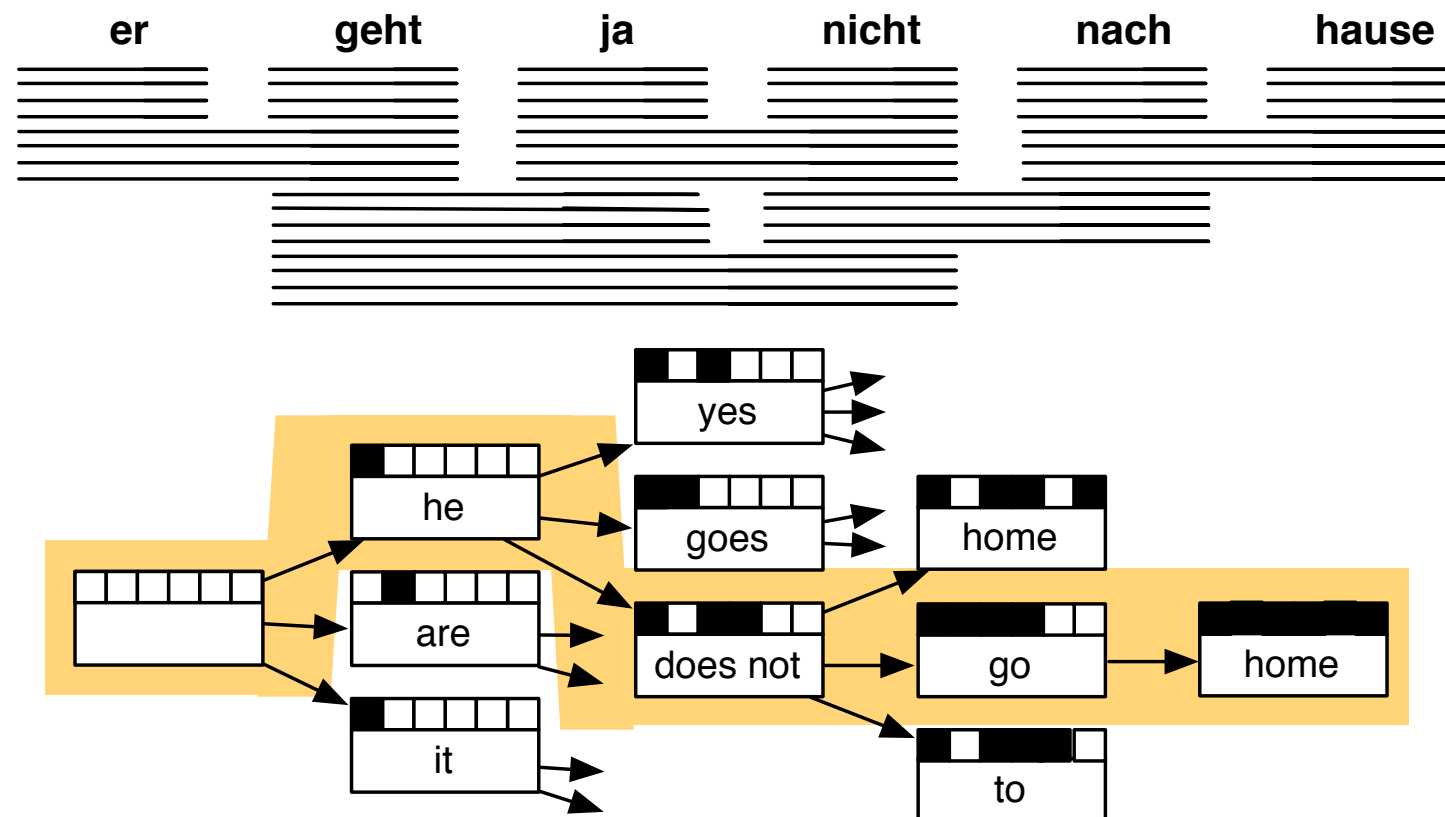 er geht ja nicht nach hause
yes
he
goes
home
are
does not
go
home
it
to